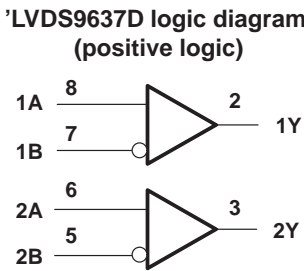 'LVDS9637D logic diagram
(positive logic)
8
1A
2
1Y
7
1B
6
2A
3
2Y
5
2B